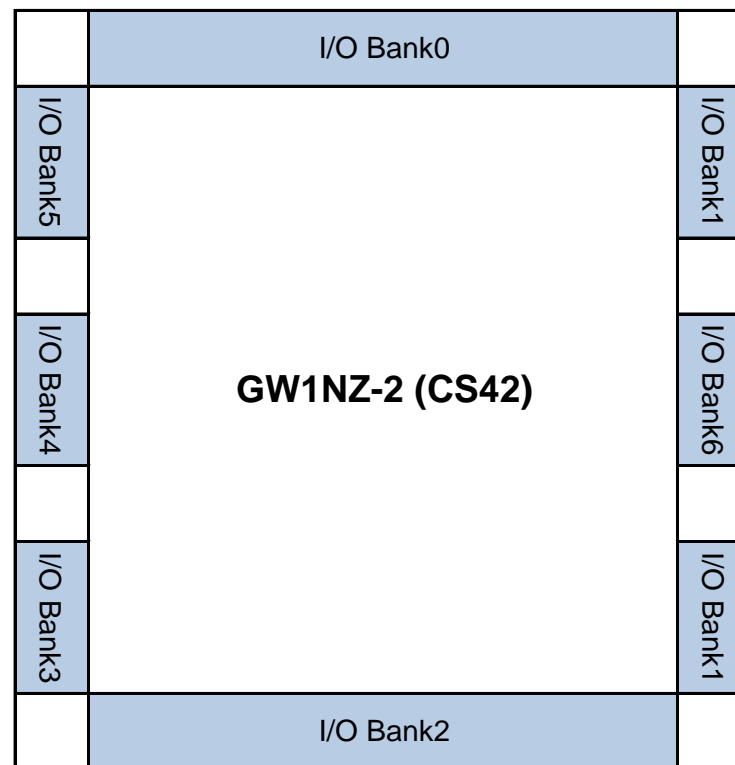 I/O Bank0
I/O Bank5
I/O Bank1
I/O Bank4
GW1NZ-2 (CS42)
I/O Bank6
I/O Bank3
I/O Bank1
I/O Bank2